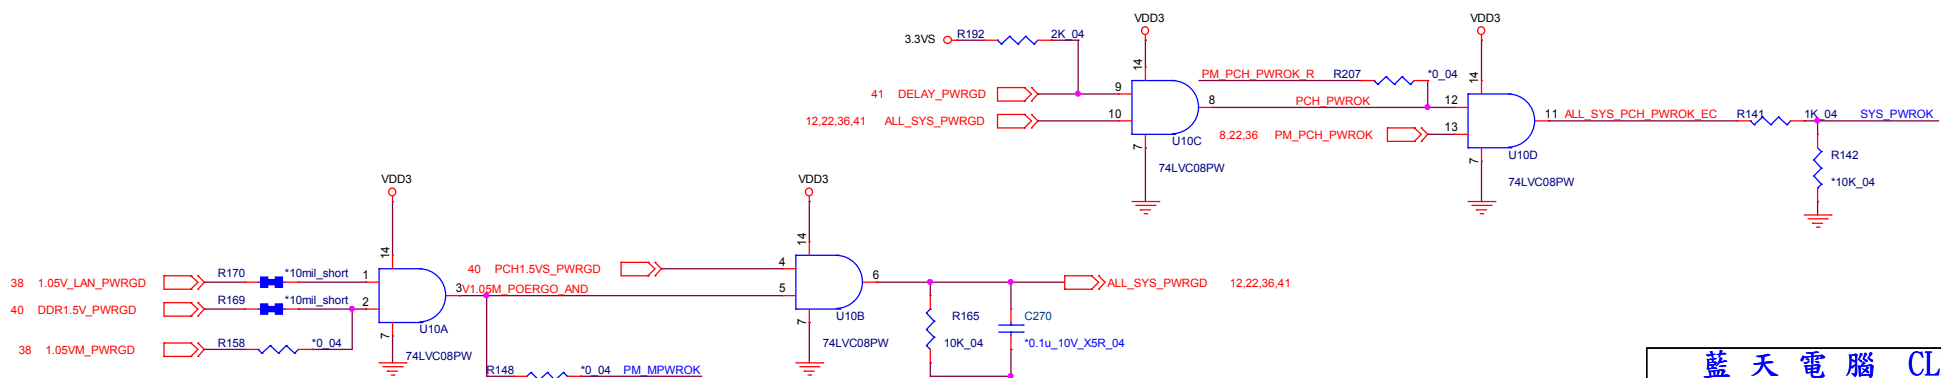 VDD3
VDD3
3.3VS
R192
2K_04
14
PM_PCH_PWROK_R
R207
*0_04
14
41 DELAY_PWRGD
9
8
PCH_PWROK
12
12,22,36,41 ALL_SYS_PWRGD
10
11
ALL_SYS_PCH_PWROK_EC
R141
1K_04
SYS_PWROK
8,22,36 PM_PCH_PWROK
13
7
U10C
74LVC08PW
7
U10D
74LVC08PW
R142
*10K_04
VDD3
VDD3
14
14
38 1.05V_LAN_PWRGD
R170
*10mil_short
1
40 PCH1.5VS_PWRGD
4
6
ALL_SYS_PWRGD
12,22,36,41
3
V1.05M_POERGO_AND
5
40 DDR1.5V_PWRGD
R169
*10mil_short
2
7
U10A
74LVC08PW
7
U10B
74LVC08PW
R165
10K_04
C270
*0.1u_10V_X5R_04
38 1.05VM_PWRGD
R158
*0_04
R148
*0_04
PM_MPWROK
藍天電腦 CL